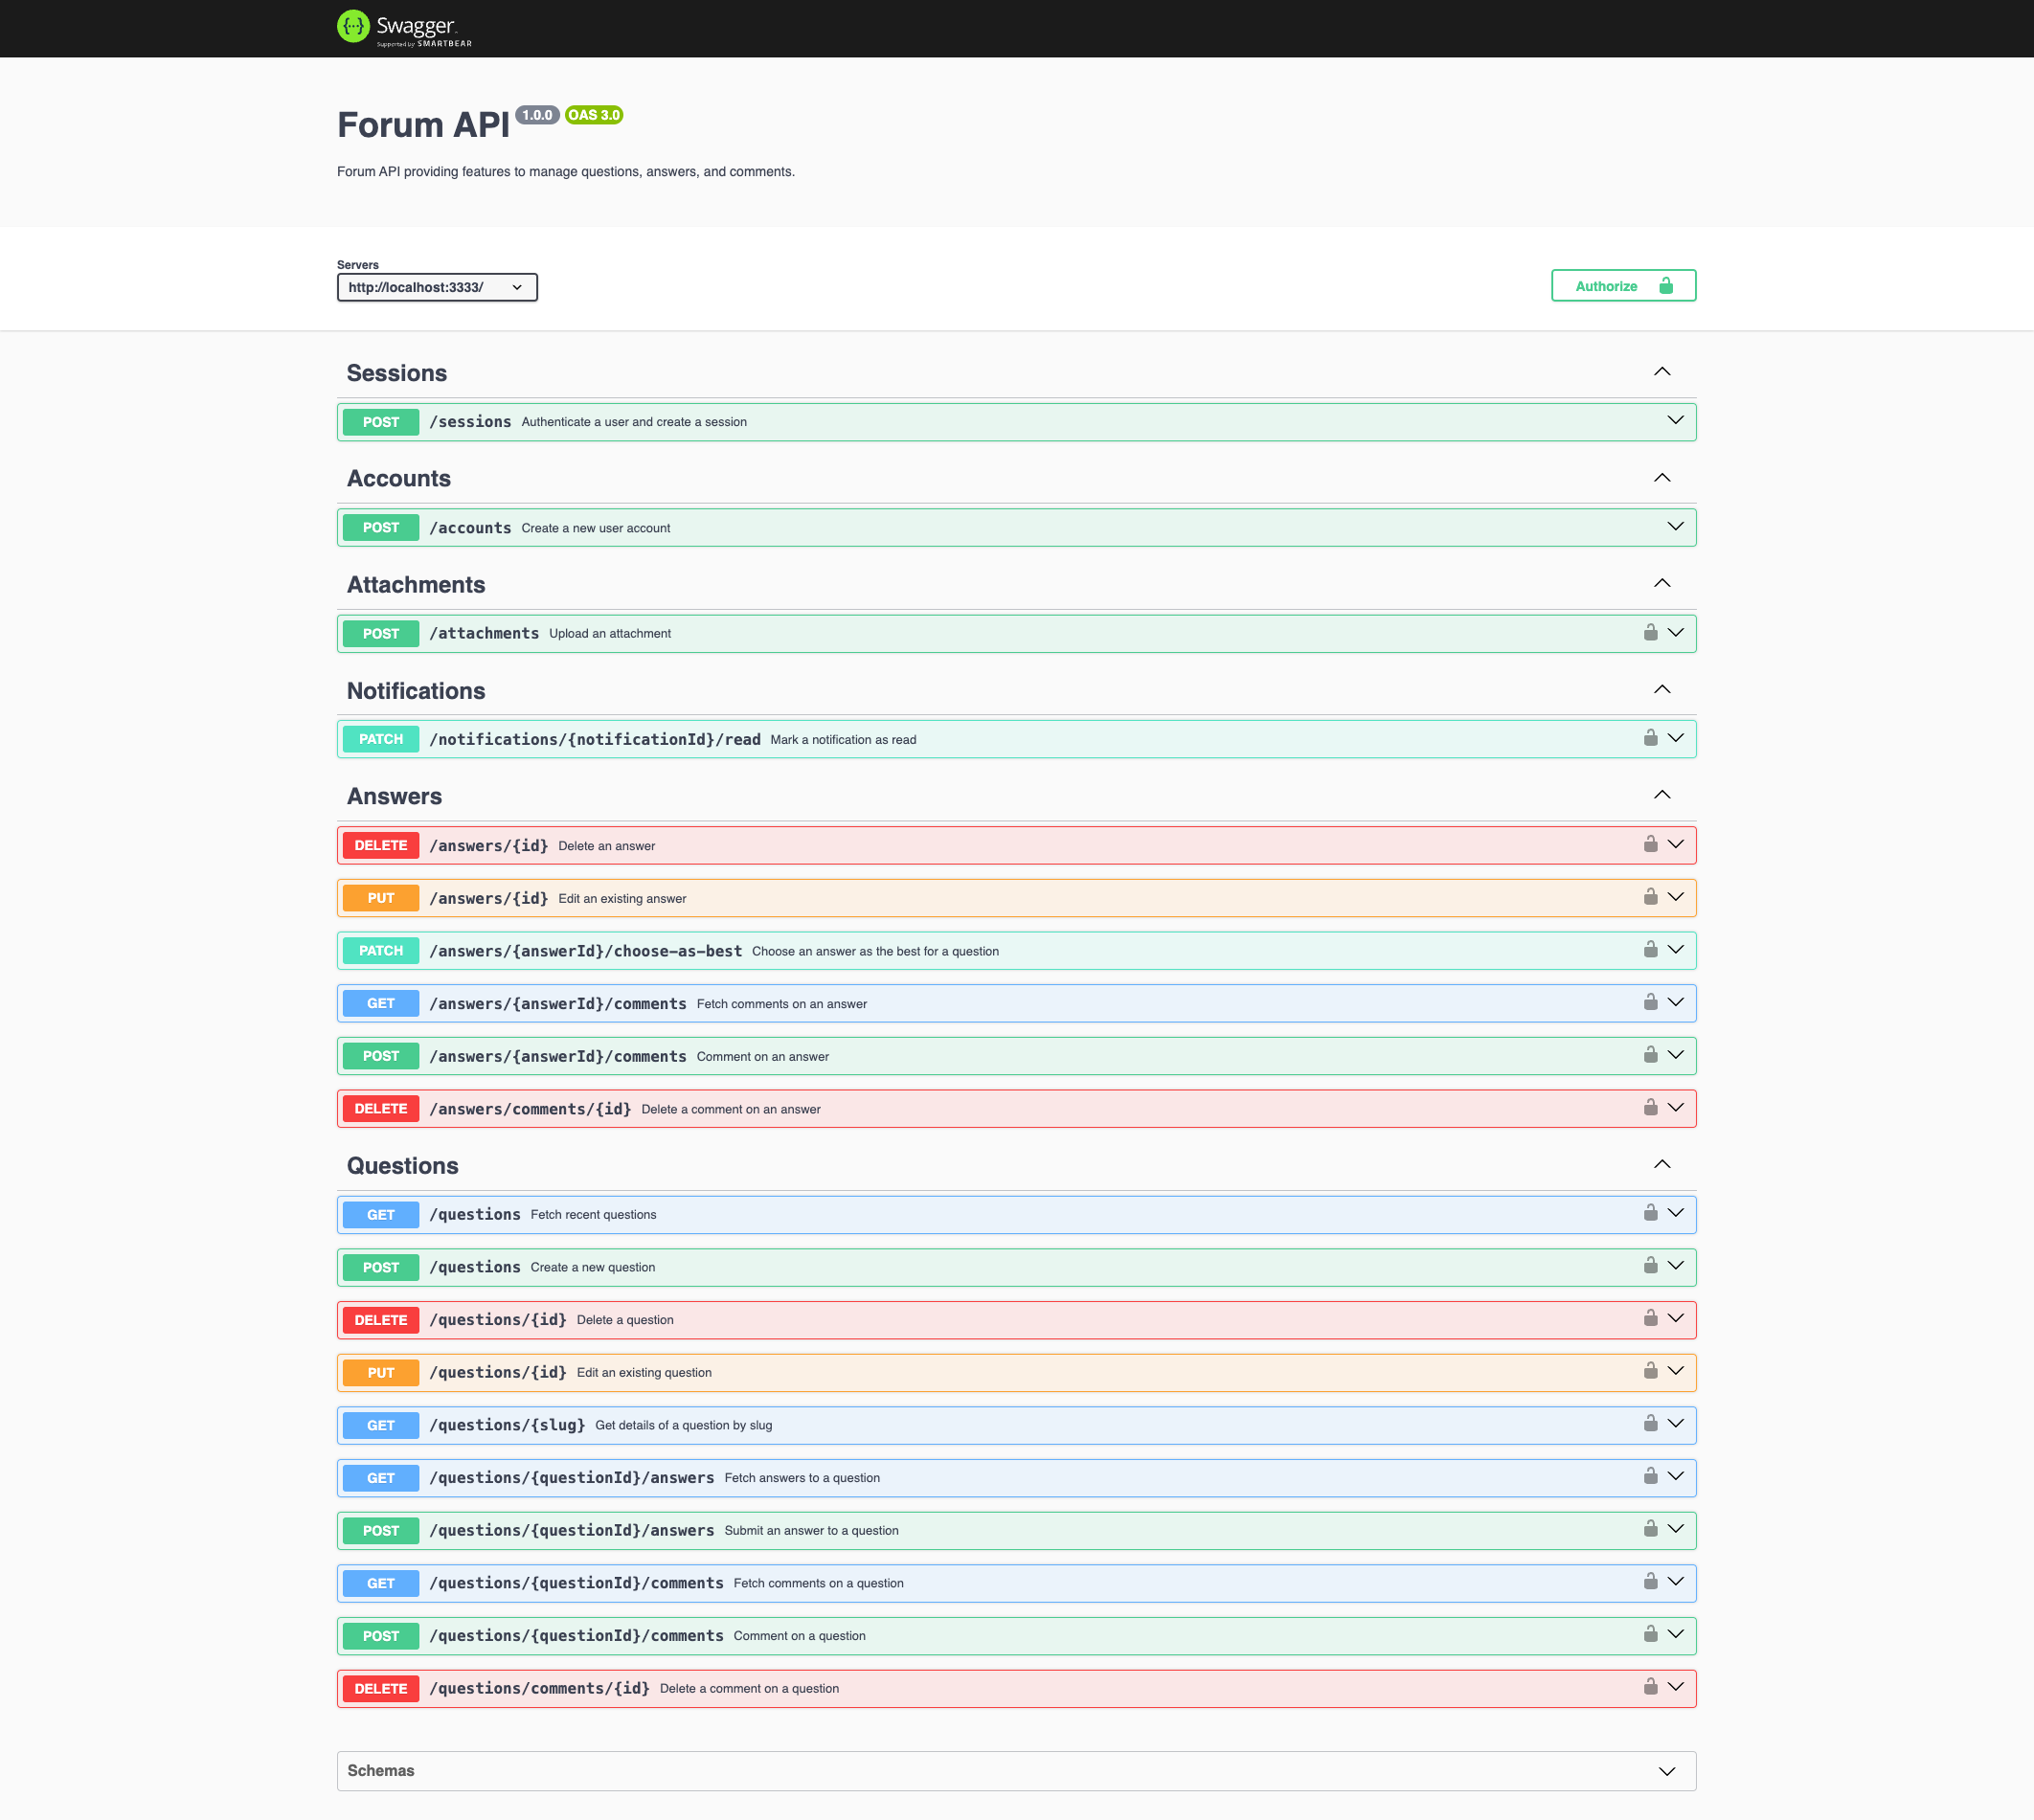 Swagger
Supported by SMARTBEAR
Forum API 1.0.0 OAS 3.0
Forum API providing features to manage questions, answers, and comments.
Servers
http://localhost:3333/
Authorize
Sessions
POST /sessions Authenticate a user and create a session
Accounts
POST /accounts Create a new user account
Attachments
POST /attachments Upload an attachment
Notifications
PATCH /notifications/{notificationId}/read Mark a notification as read
Answers
DELETE /answers/{id} Delete an answer
PUT /answers/{id} Edit an existing answer
PATCH /answers/{answerId}/choose-as-best Choose an answer as the best for a question
GET /answers/{answerId}/comments Fetch comments on an answer
POST /answers/{answerId}/comments Comment on an answer
DELETE /answers/comments/{id} Delete a comment on an answer
Questions
GET /questions Fetch recent questions
POST /questions Create a new question
DELETE /questions/{id} Delete a question
PUT /questions/{id} Edit an existing question
GET /questions/{slug} Get details of a question by slug
GET /questions/{questionId}/answers Fetch answers to a question
POST /questions/{questionId}/answers Submit an answer to a question
GET /questions/{questionId}/comments Fetch comments on a question
POST /questions/{questionId}/comments Comment on a question
DELETE /questions/comments/{id} Delete a comment on a question
Schemas